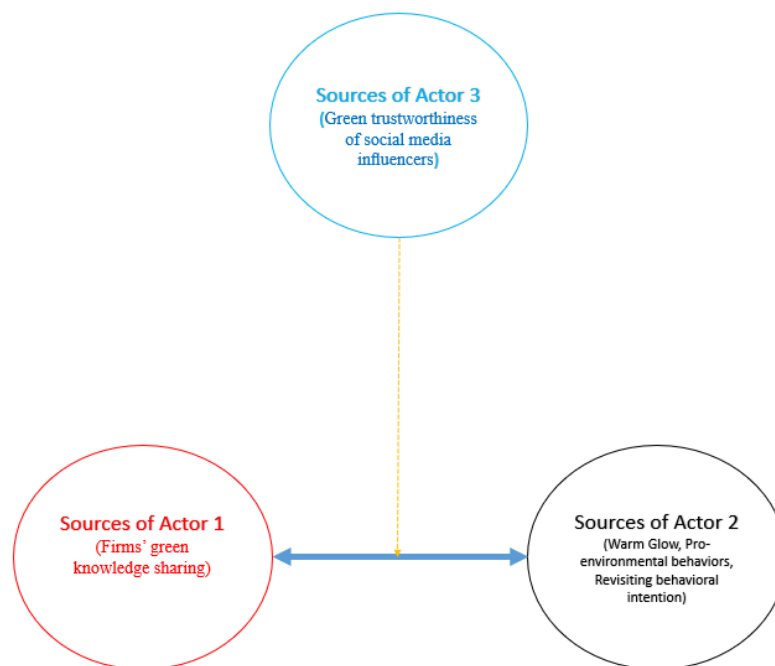 Sources of Actor 3
(Green trustworthiness
of social media
influencers)
Sources of Actor 1
(Firms’ green
knowledge sharing)
Sources of Actor 2
(Warm Glow, Pro-
environmental behaviors,
Revisiting behavioral
intention)